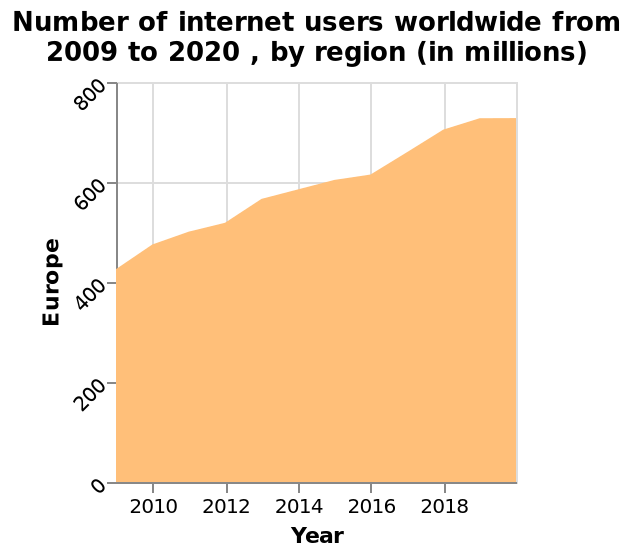 Number of internet users worldwide from
2009 to 2020 , by region (in millions)
800
600
400
200
0
Europe
2010 2012 2014 2016 2018
Year